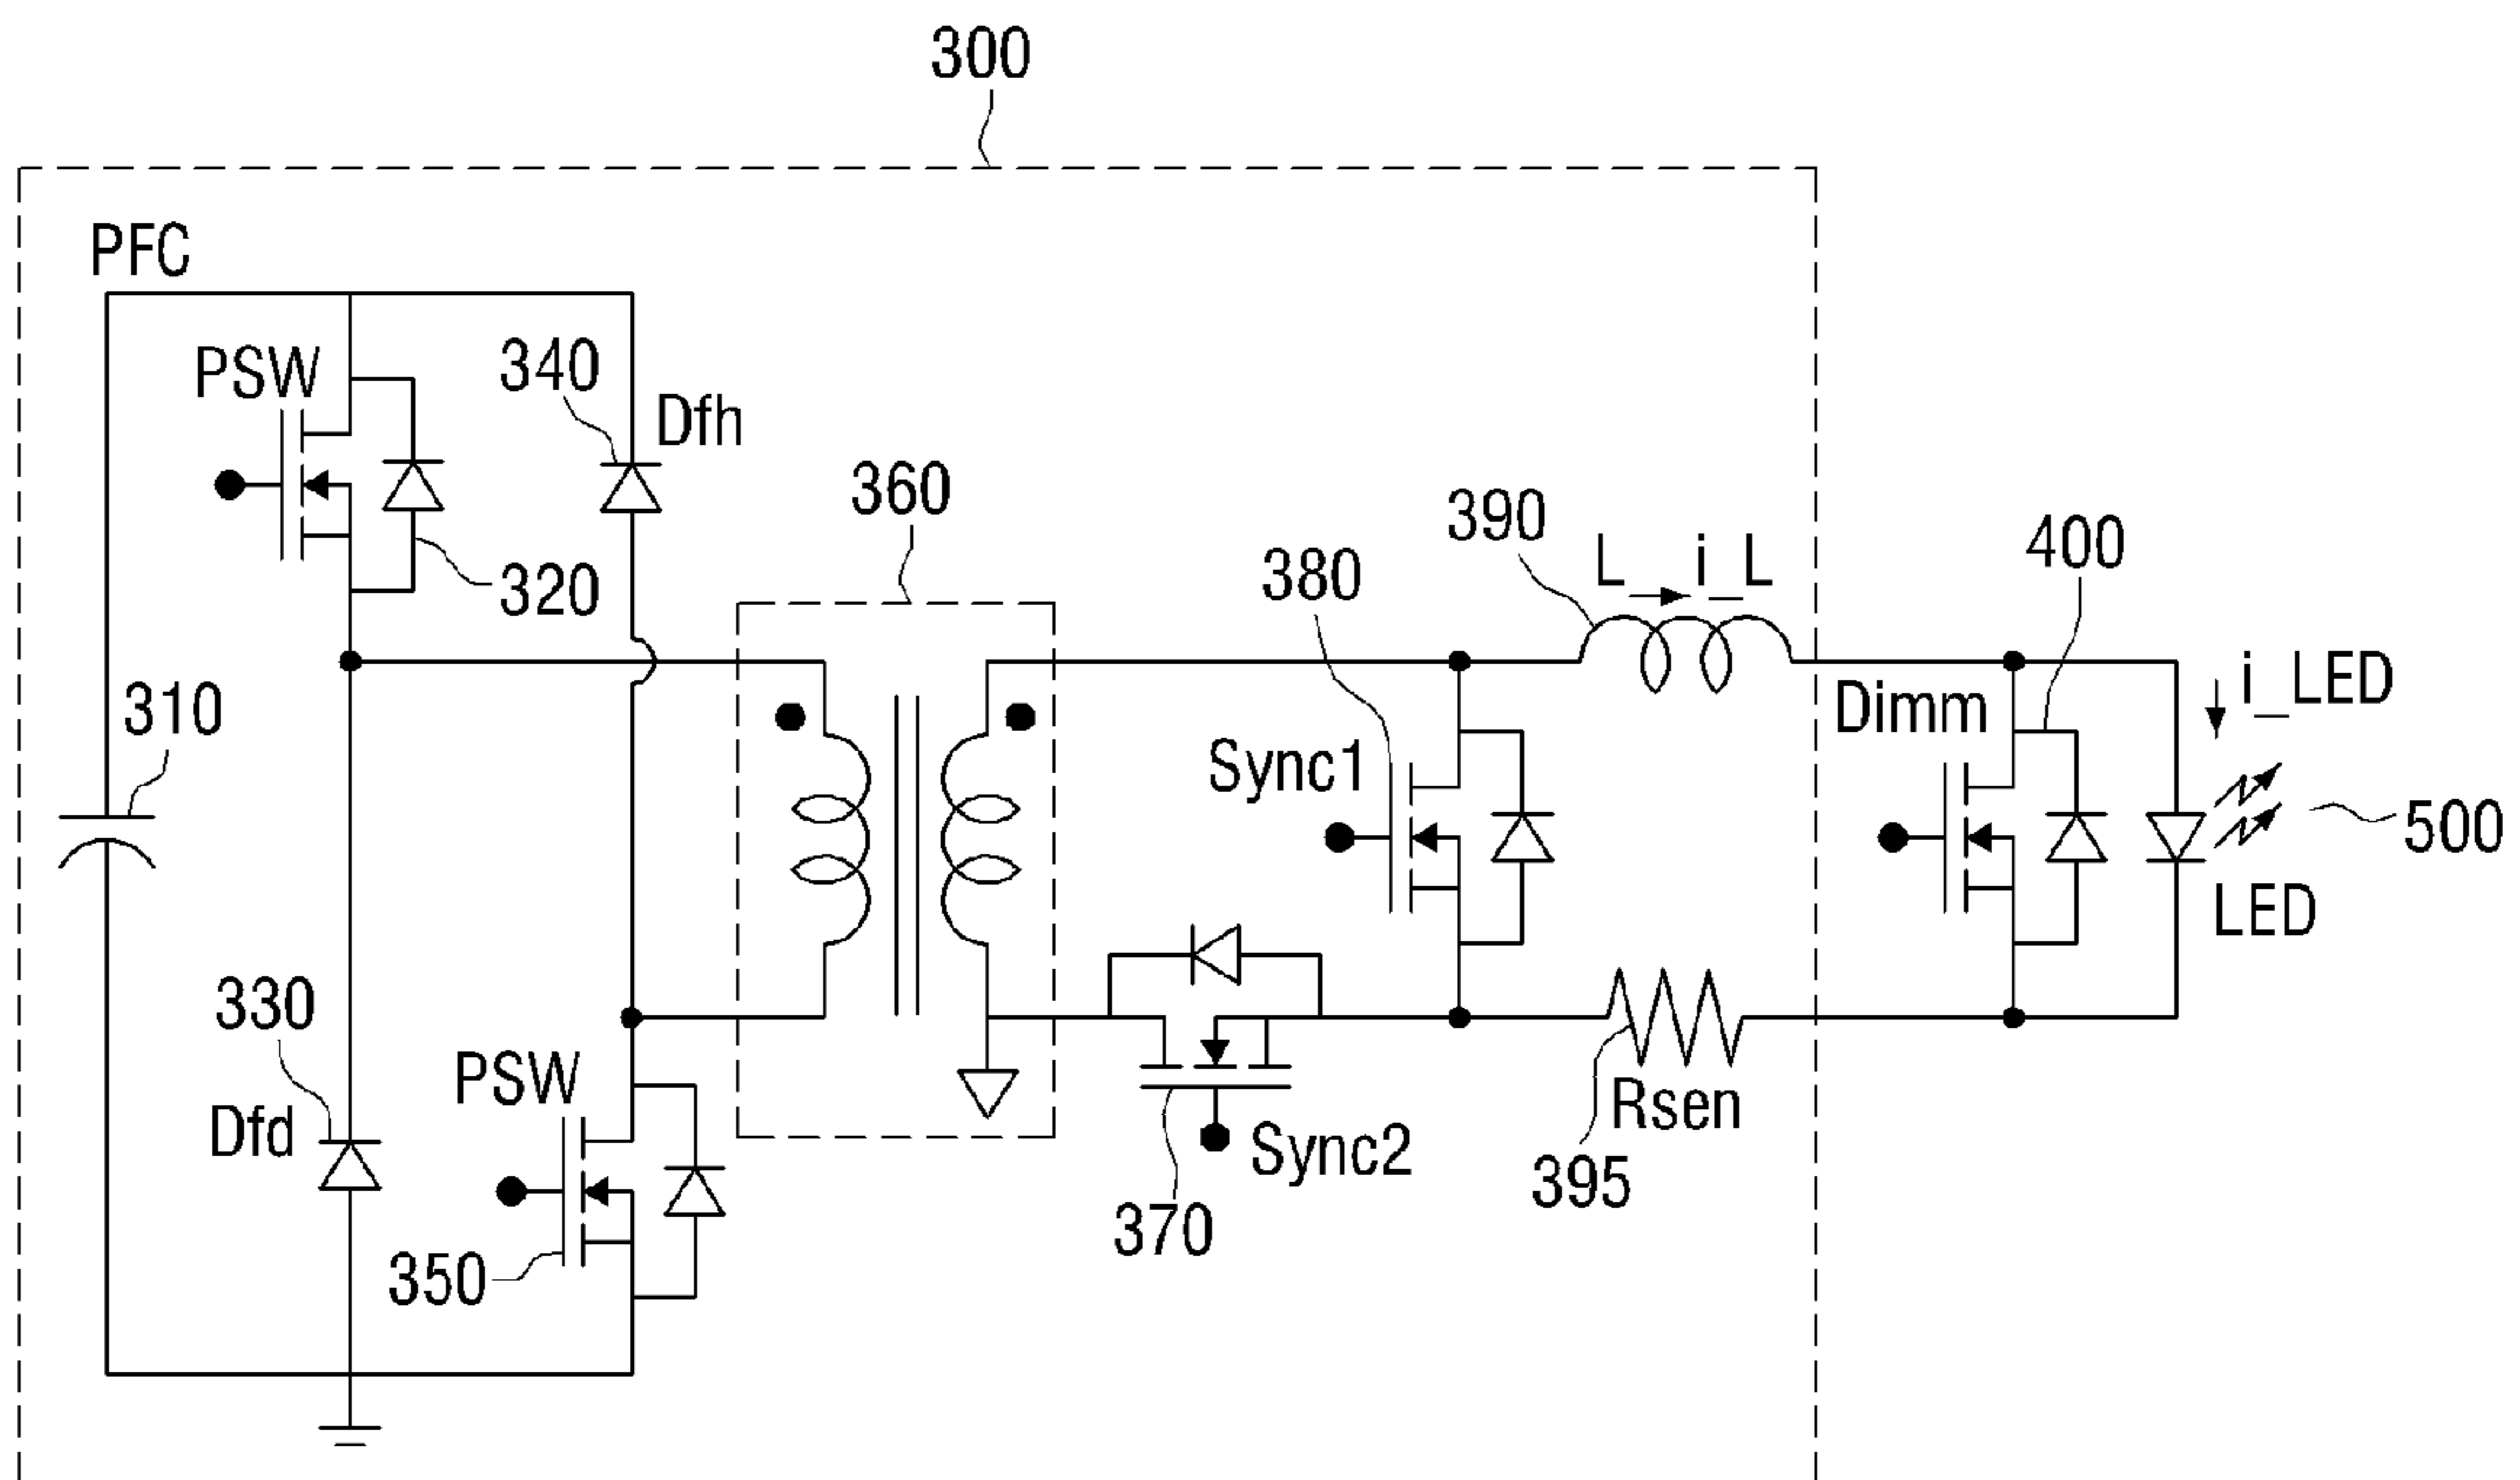 300
PFC
PSW
340
Dfh
320
360
390
L
i_L
380
400
310
Sync1
Dimm
i_LED
500
LED
330
Dfd
PSW
350
Sync2
370
Rsen
395